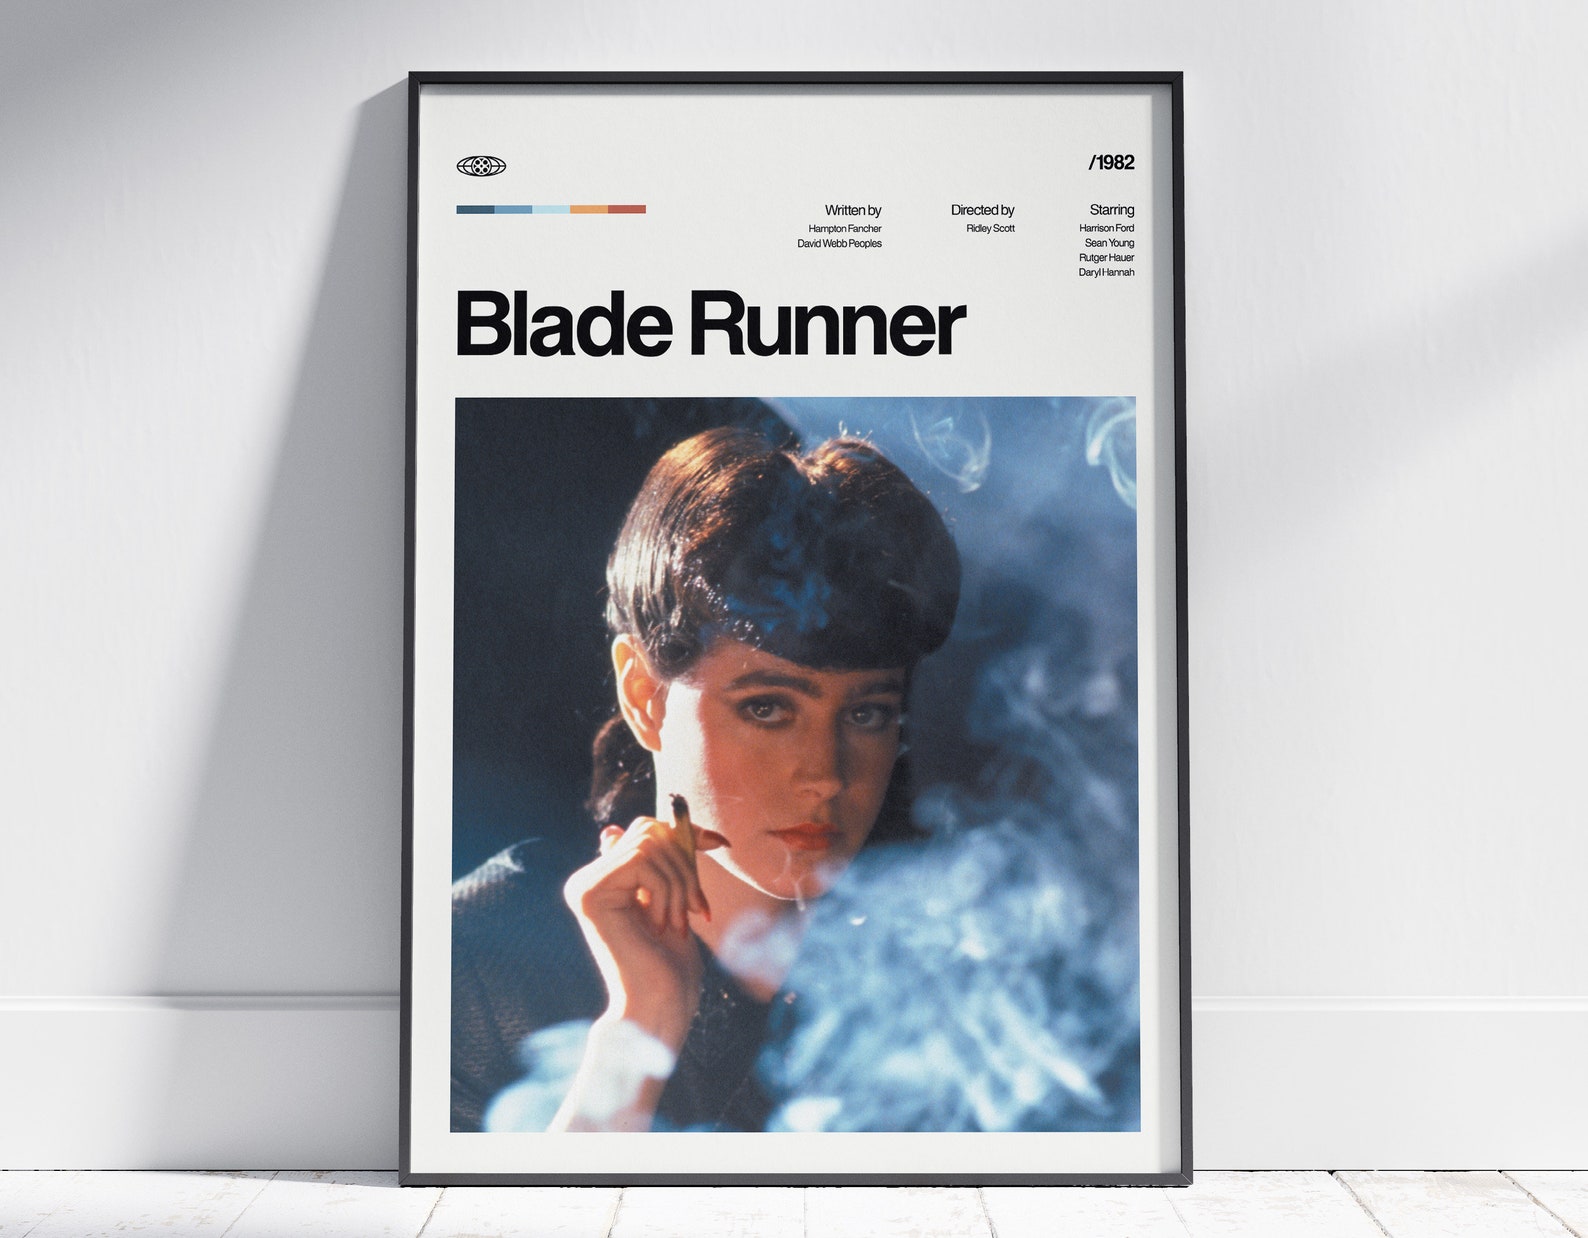 /1982
Written by
Hampton Fancher
David Webb Peoples
Directed by
Ridley Scott
Starring
Harrison Ford
Sean Young
Rutger Hauer
Daryl Hannah
Blade Runner